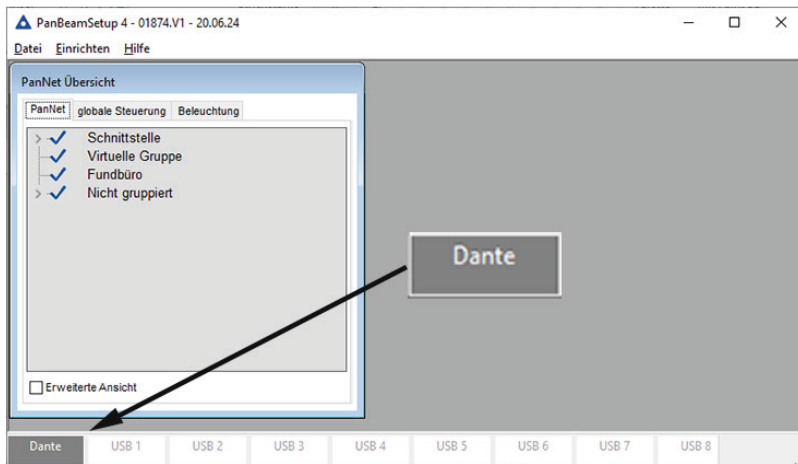 PanBeamSetup 4 - 01874.V1 - 20.06.24
Datei Einrichten Hilfe
PanNet Übersicht
PanNet globale Steuerung Beleuchtung
Schnittstelle
Virtuelle Gruppe
Fundbüro
Nicht gruppiert
Dante
Erweiterte Ansicht
Dante USB 1 USB 2 USB 3 USB 4 USB 5 USB 6 USB 7 USB 8